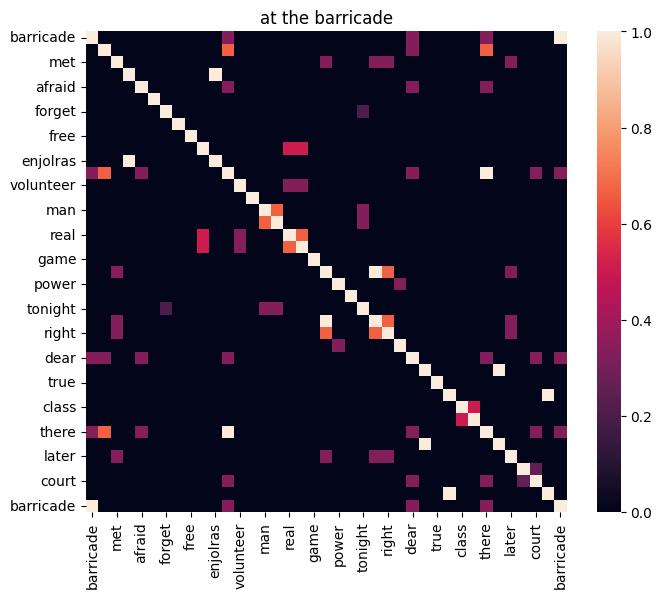 at the barricade
barricade
met
afraid
forget
free
enjolras
volunteer
man
real
game
power
tonight
right
dear
true
class
there
later
court
barricade
1.0
0.8
0.6
0.4
0.2
0.0
barricade
met
afraid
forget
free
enjolras
volunteer
man
real
game
power
tonight
right
dear
true
class
there
later
court
barricade